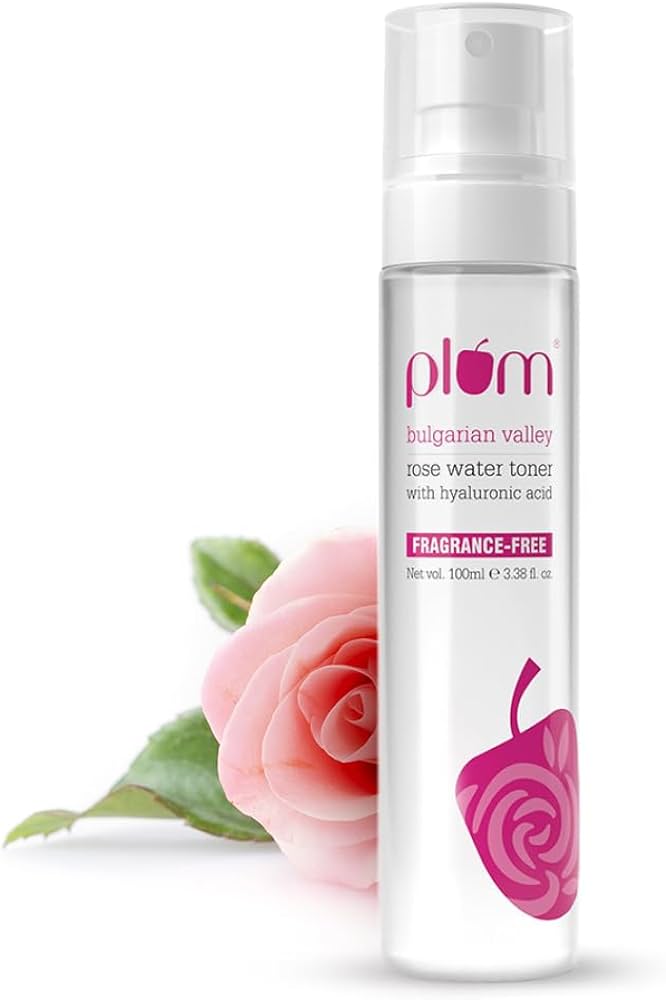 plum®
bulgarian valley
rose water toner
with hyaluronic acid
FRAGRANCE-FREE
Net vol. 100ml ℮ 3.38 fl. oz.